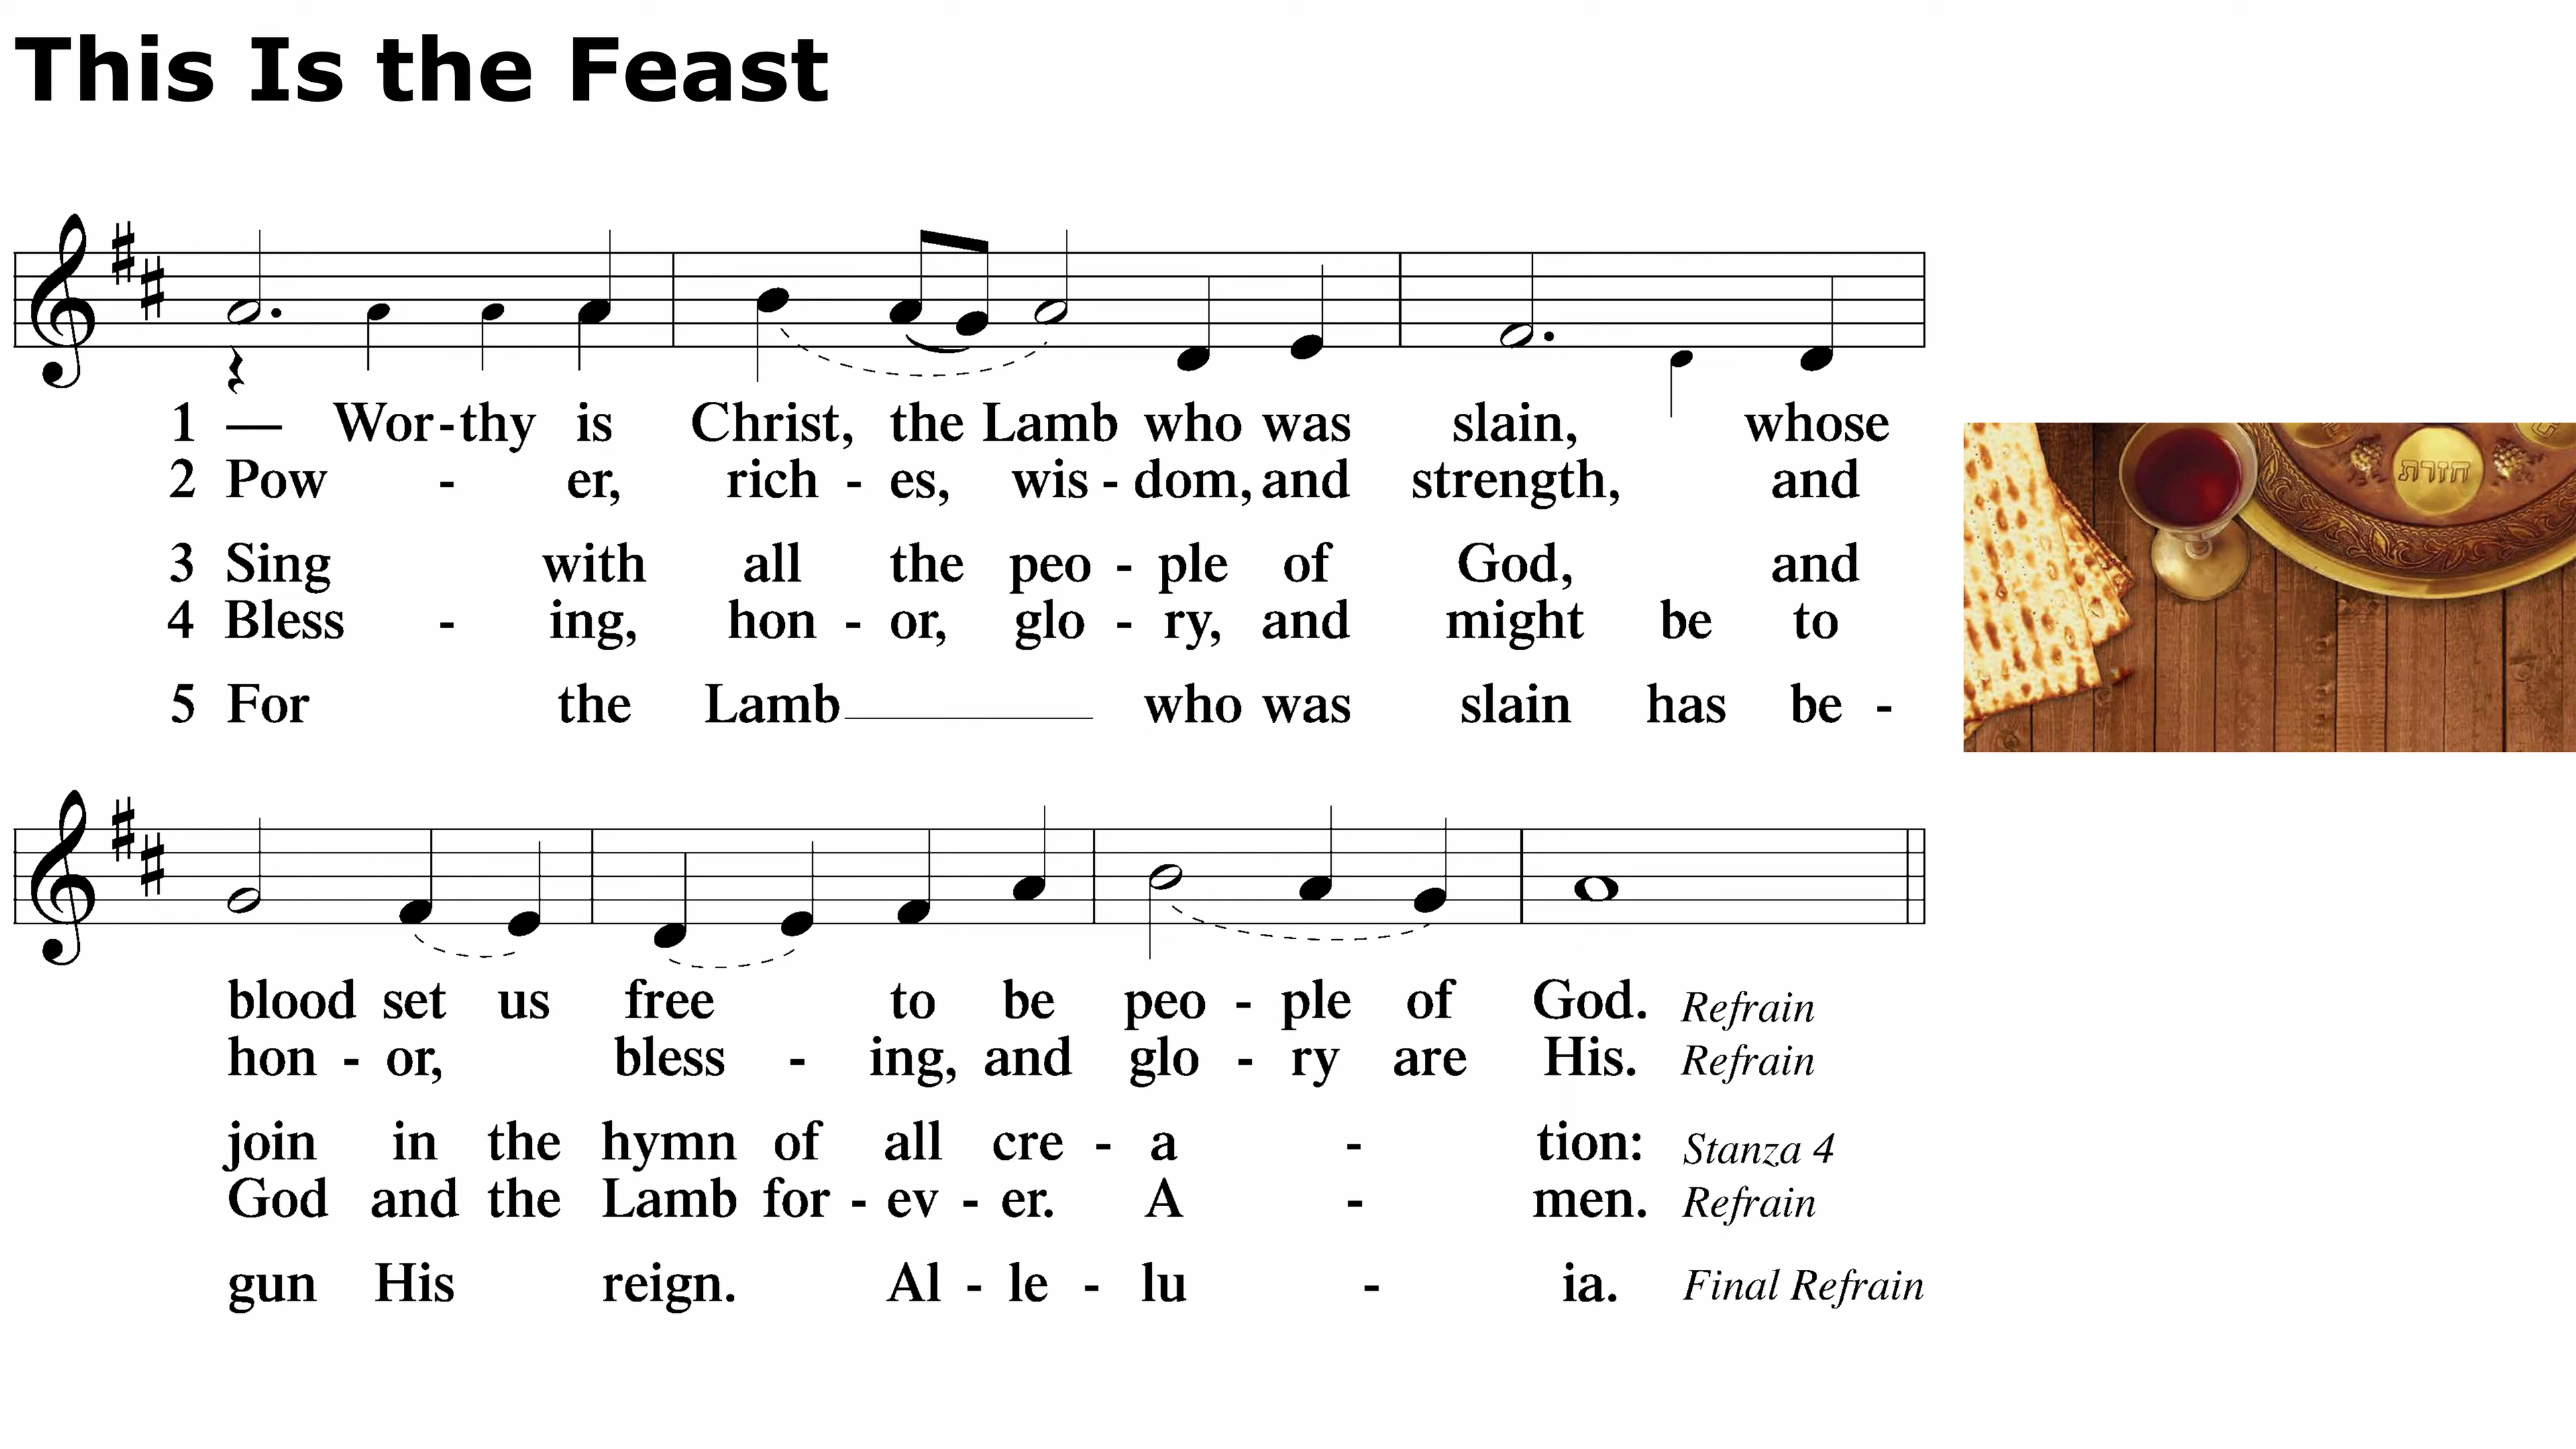 This Is the Feast
1 — Wor-thy is Christ, the Lamb who was slain, whose
2 Pow - er, rich - es, wis - dom, and strength, and
3 Sing with all the peo - ple of God, and
4 Bless - ing, hon - or, glo - ry, and might be to
5 For the Lamb who was slain has be -
חזרת
blood set us free to be peo - ple of God. Refrain
hon - or, bless - ing, and glo - ry are His. Refrain
join in the hymn of all cre - a - tion: Stanza 4
God and the Lamb for - ev - er. A - men. Refrain
gun His reign. Al - le - lu - ia. Final Refrain